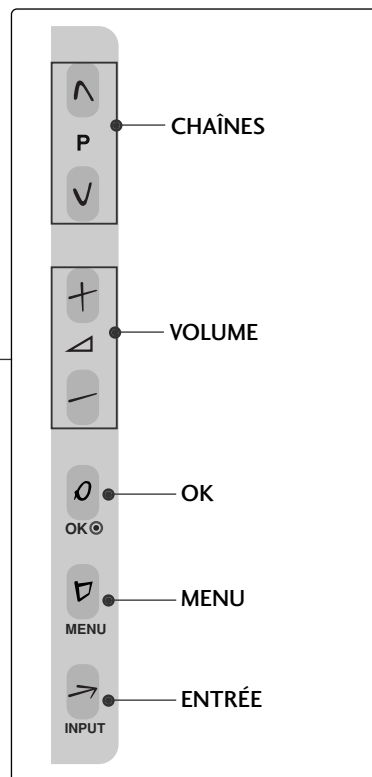 CHAÎNES
P
VOLUME
OK
OK
MENU
MENU
ENTRÉE
INPUT